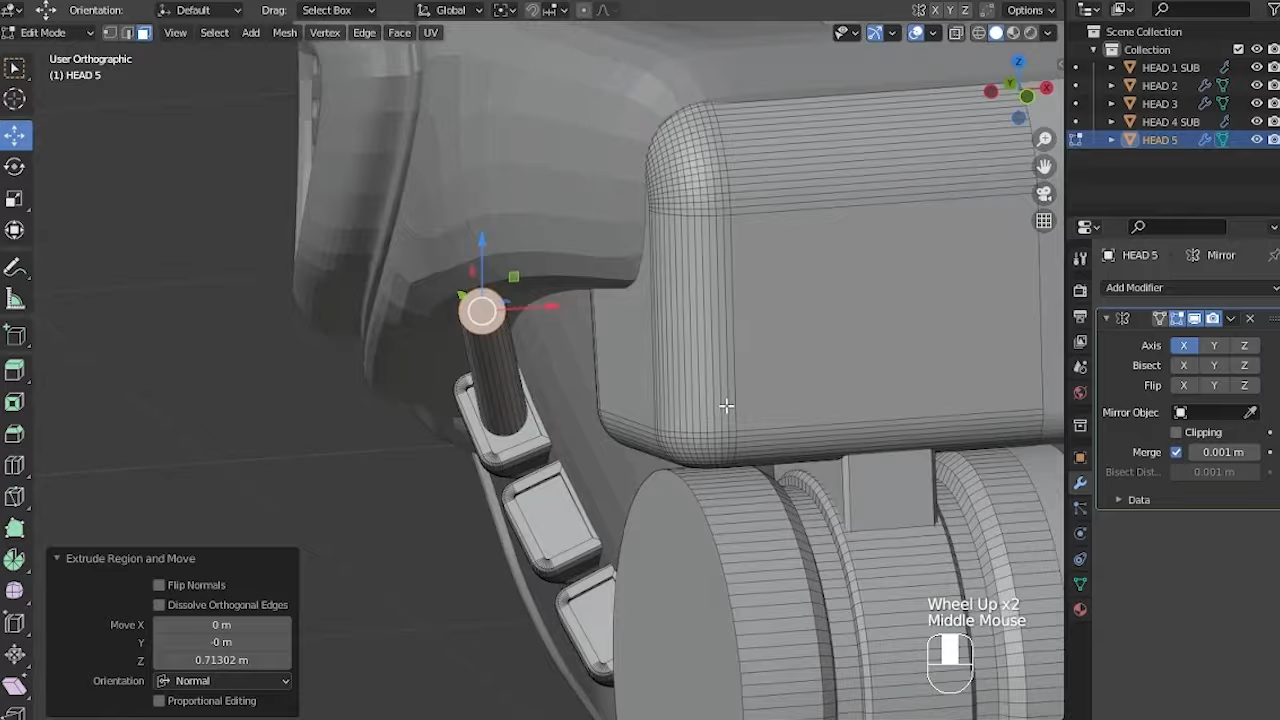 Orientation: Default Drag: Select Box Global X Y Z Options
Edit Mode View Select Add Mesh Vertex Edge Face UV
User Orthographic
(1) HEAD 5
Z
Y
X
Extrude Region and Move
Flip Normals
Dissolve Orthogonal Edges
Move X 0 m
Y -0 m
Z 0.71302 m
Orientation Normal
Proportional Editing
Wheel Up x2
Middle Mouse
Scene Collection
Collection
HEAD 1 SUB
HEAD 2
HEAD 3
HEAD 4 SUB
HEAD 5
HEAD 5 Mirror
Add Modifier
Axis X Y Z
Bisect X Y Z
Flip X Y Z
Mirror Objec
Clipping
Merge 0.001 m
Bisect Dist.. 0.001 m
Data